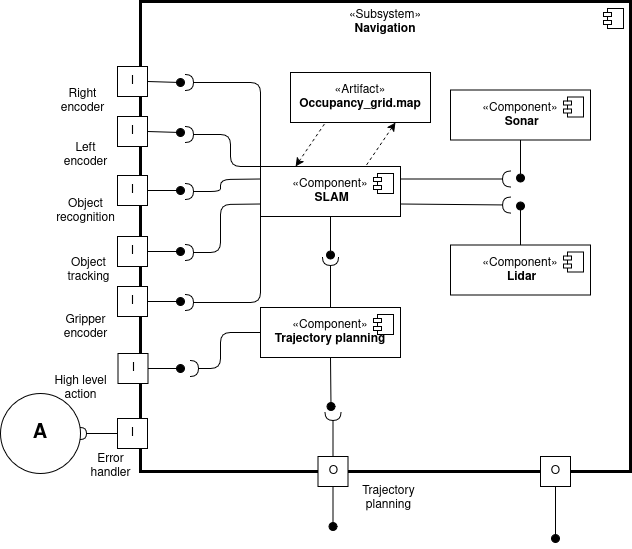 «Subsystem»
Navigation
I
Right
encoder
I
Left
encoder
I
Object
recognition
I
Object
tracking
I
Gripper
encoder
I
High level
action
A
I
Error
handler
«Artifact»
Occupancy_grid.map
«Component»
Sonar
«Component»
SLAM
«Component»
Lidar
«Component»
Trajectory planning
O
Trajectory
planning
O